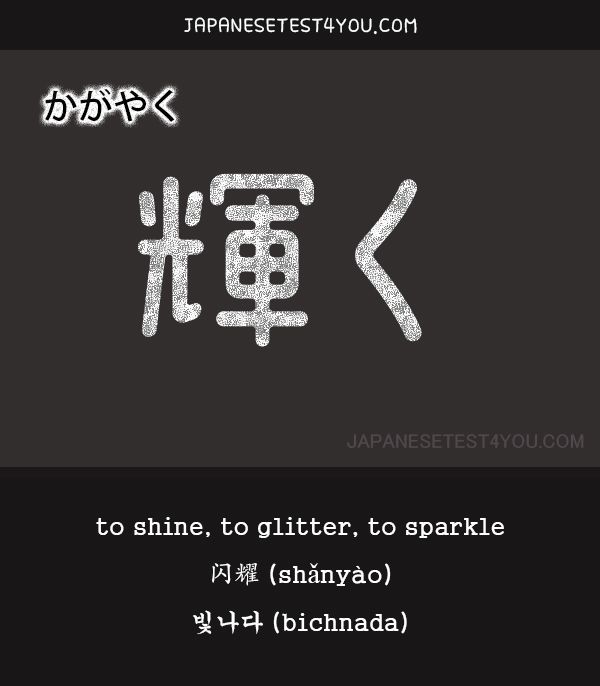 JAPANESETEST4YOU.COM
かがやく
輝く
JAPANESETEST4YOU.COM
to shine, to glitter, to sparkle
闪耀 (shǎnyào)
빛나다 (bichnada)